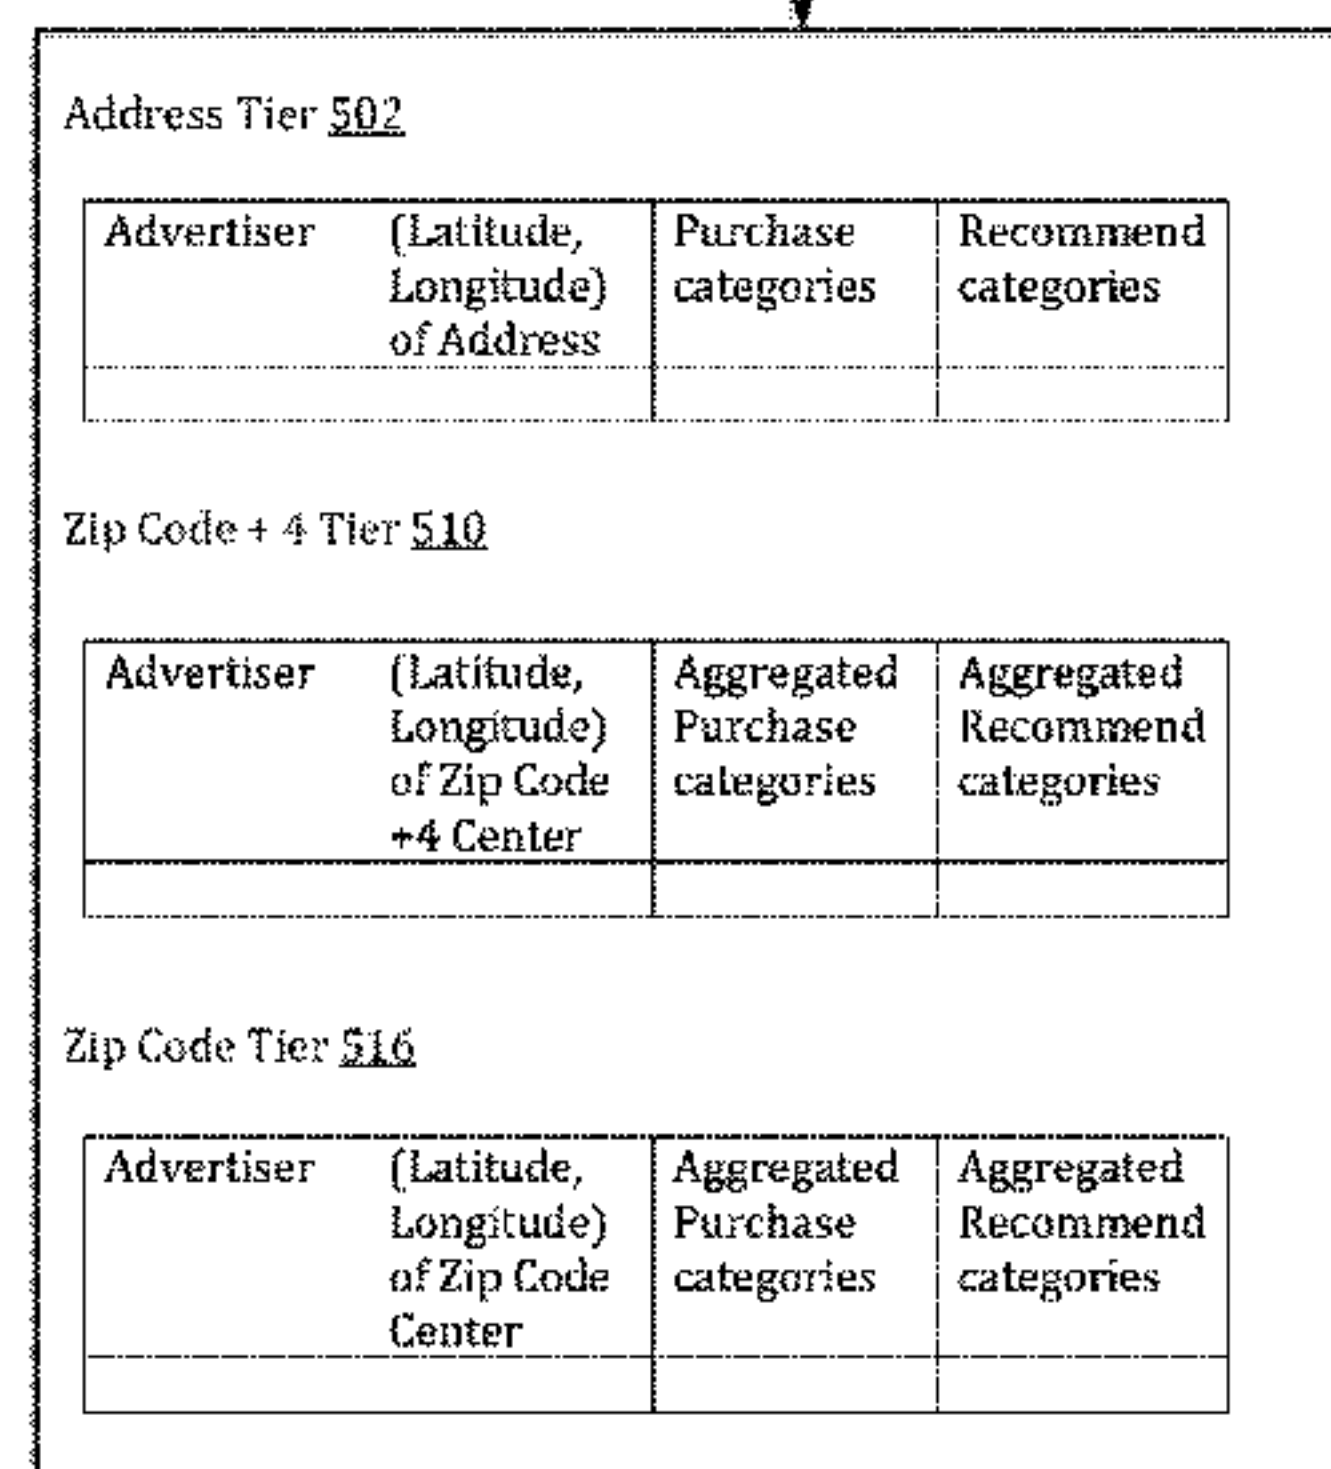 Address Tier 502
Advertiser (Latitude, Purchase Recommend
Longitude) categories categories
of Address
Zip Code + 4 Tier 510
Advertiser (Latitude, Aggregated Aggregated
Longitude) Purchase Recommend
of Zip Code categories categories
+4 Center
Zip Code Tier 516
Advertiser (Latitude, Aggregated Aggregated
Longitude) Purchase Recommend
of Zip Code categories categories
Center